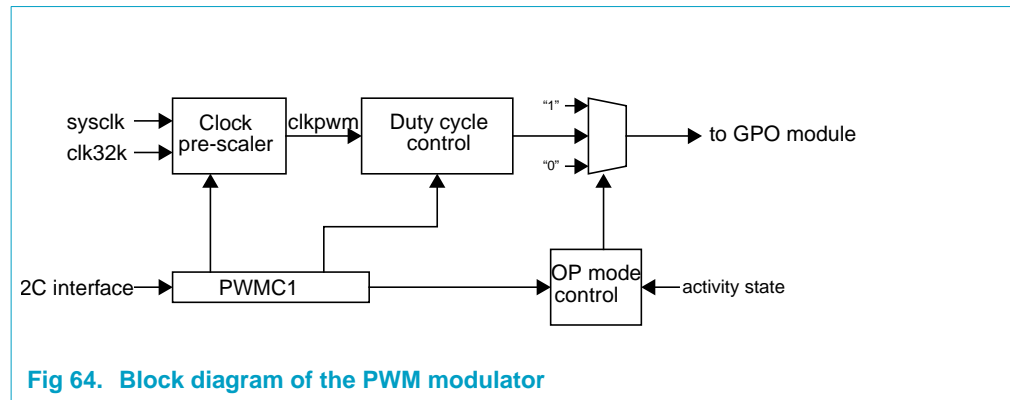 sysclk
clk32k
Clock
pre-scaler
clkpwm
Duty cycle
control
“1”
“0”
to GPO module
2C interface
PWMC1
OP mode
control
activity state
Fig 64. Block diagram of the PWM modulator